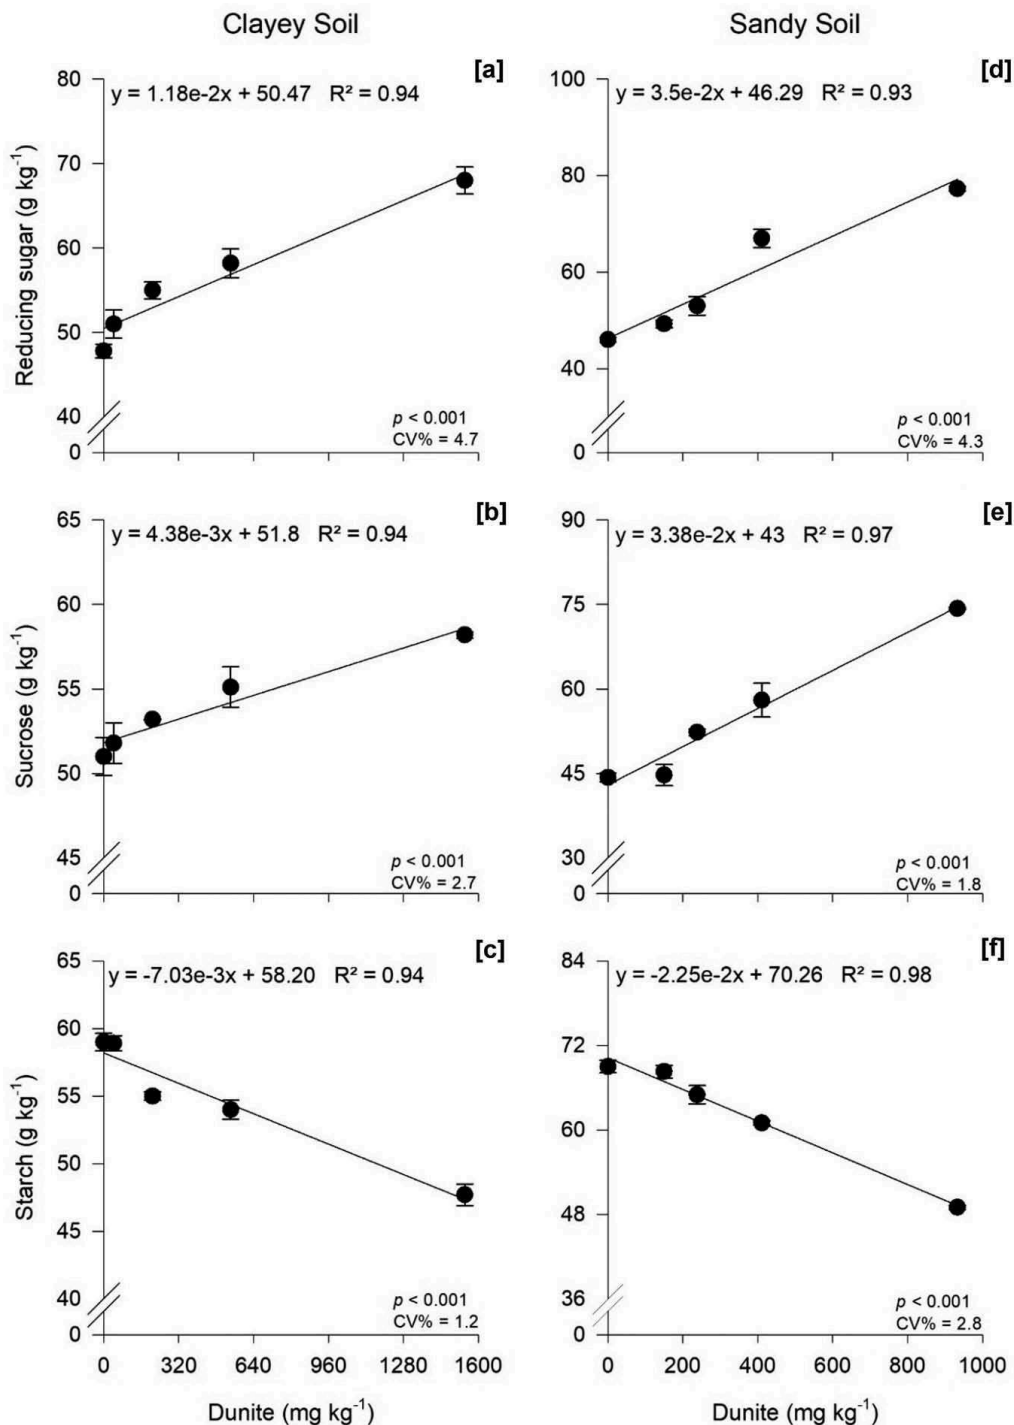 Clayey Soil
Sandy Soil
[a]
y = 1.18e-2x + 50.47 R² = 0.94
80
70
60
50
40
0
Reducing sugar (g kg⁻¹)
p < 0.001
CV% = 4.7
[d]
y = 3.5e-2x + 46.29 R² = 0.93
100
80
60
40
0
p < 0.001
CV% = 4.3
[b]
y = 4.38e-3x + 51.8 R² = 0.94
65
60
55
50
45
0
Sucrose (g kg⁻¹)
p < 0.001
CV% = 2.7
[e]
y = 3.38e-2x + 43 R² = 0.97
90
75
60
45
30
0
p < 0.001
CV% = 1.8
[c]
y = -7.03e-3x + 58.20 R² = 0.94
65
60
55
50
45
40
0
Starch (g kg⁻¹)
p < 0.001
CV% = 1.2
0 320 640 960 1280 1600
Dunite (mg kg⁻¹)
[f]
y = -2.25e-2x + 70.26 R² = 0.98
84
72
60
48
36
0
p < 0.001
CV% = 2.8
0 200 400 600 800 1000
Dunite (mg kg⁻¹)